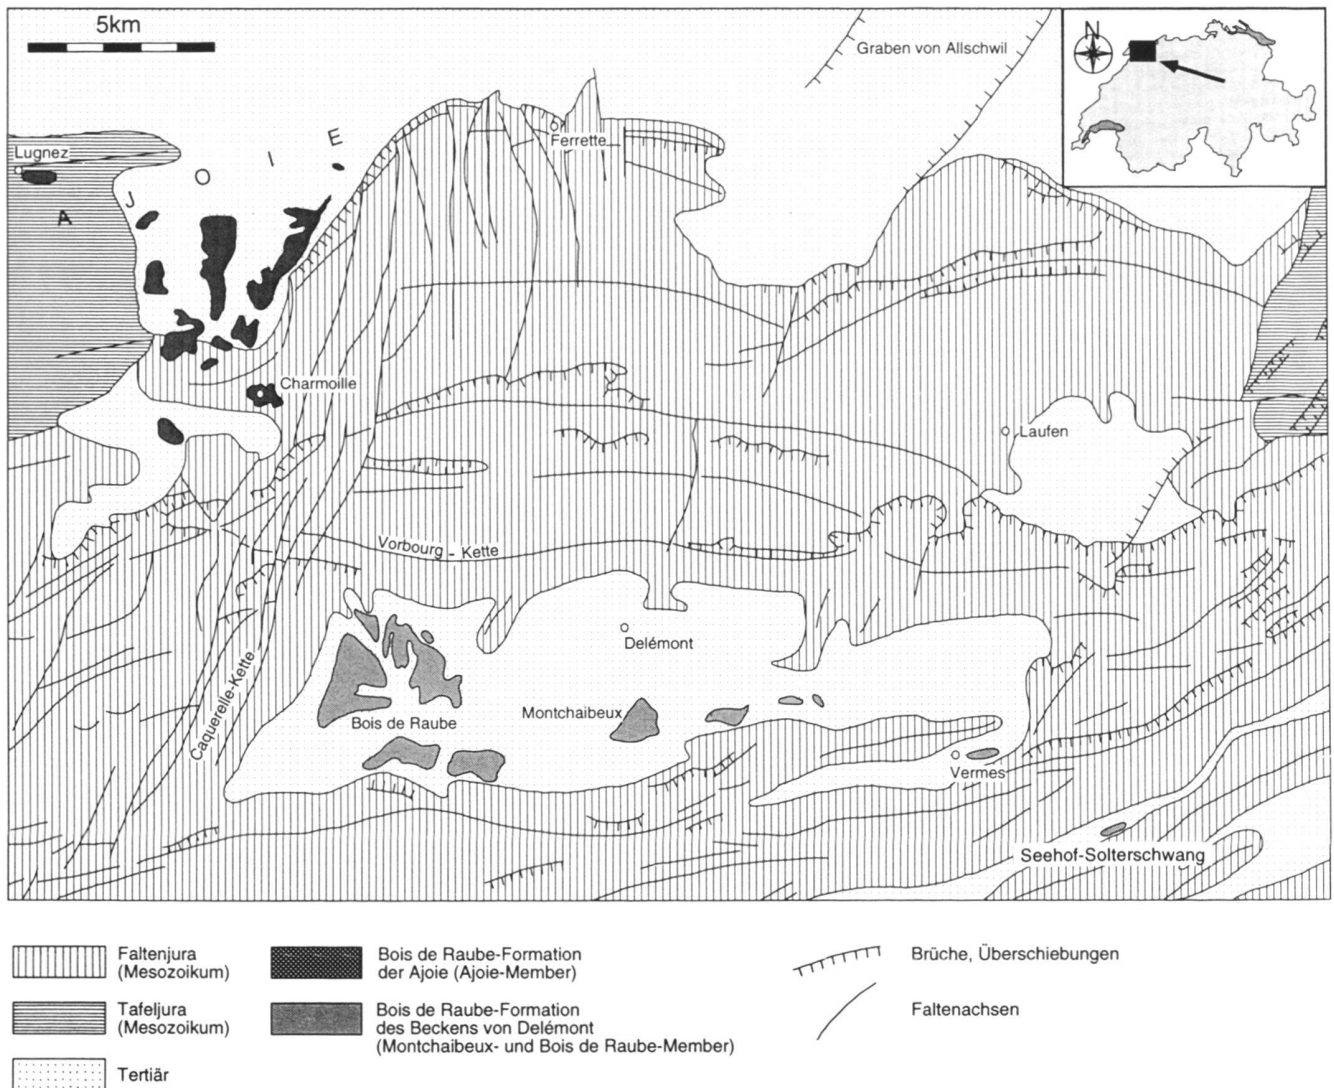 5km
Graben von Allschwil
N
Lugnez
A J O I E
Ferrette
Charmoille
Laufen
Vorbourg - Kette
Delémont
Caquerelle-Kette
Bois de Raube
Montchaibeux
Vermes
Seehof-Solterschwang
Faltenjura
(Mesozoikum)
Bois de Raube-Formation
der Ajoie (Ajoie-Member)
Brüche, Überschiebungen
Tafeljura
(Mesozoikum)
Bois de Raube-Formation
des Beckens von Delémont
(Montchaibeux- und Bois de Raube-Member)
Faltenachsen
Tertiär